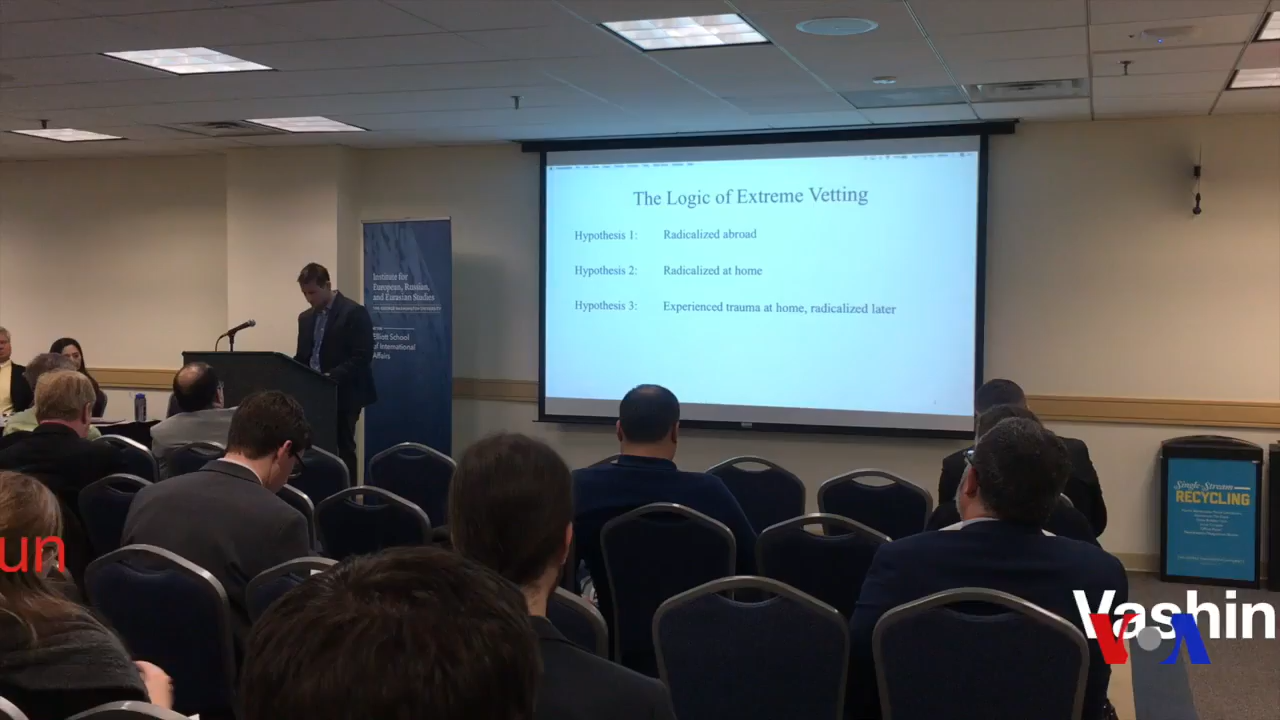 The Logic of Extreme Vetting
Hypothesis 1: Radicalized abroad
Hypothesis 2: Radicalized at home
Hypothesis 3: Experienced trauma at home, radicalized later
Institute for
European, Russian,
and Eurasian Studies
Elliott School
of International
Affairs
Single-Stream
RECYCLING
un
Vashin
VOA